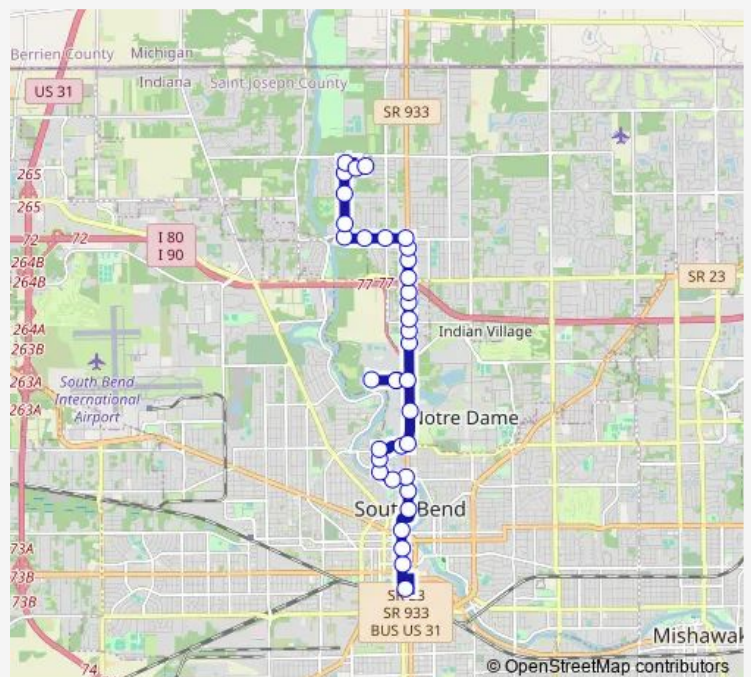 Berrien County
Michigan
Indiana
Saint Joseph County
US 31
SR 933
265
265
72
72
I 80
I 90
264B
264B
77
77
SR 23
264A
263B
Indian Village
263A
263A
South Bend
International
Airport
Notre Dame
South Bend
73A
73B
73B
SR 23
SR 933
BUS US 31
Mishawak
74
© OpenStreetMap contributors